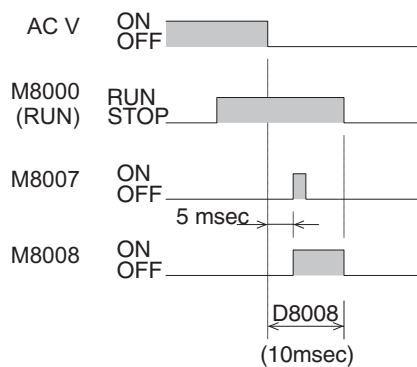 AC V ON
OFF
M8000 RUN
(RUN) STOP
M8007 ON
OFF
5 msec
M8008 ON
OFF
D8008
(10msec)